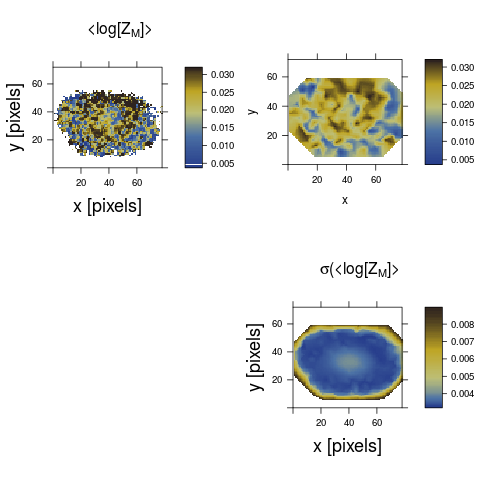 <log[Z_M]>
0.030
0.025
0.020
0.015
0.010
0.005
60
40
20
20 40 60
y [pixels]
x [pixels]
0.030
0.025
0.020
0.015
0.010
0.005
60
40
20
20 40 60
y
x
σ(<log[Z_M]>
0.008
0.007
0.006
0.005
0.004
60
40
20
20 40 60
y [pixels]
x [pixels]